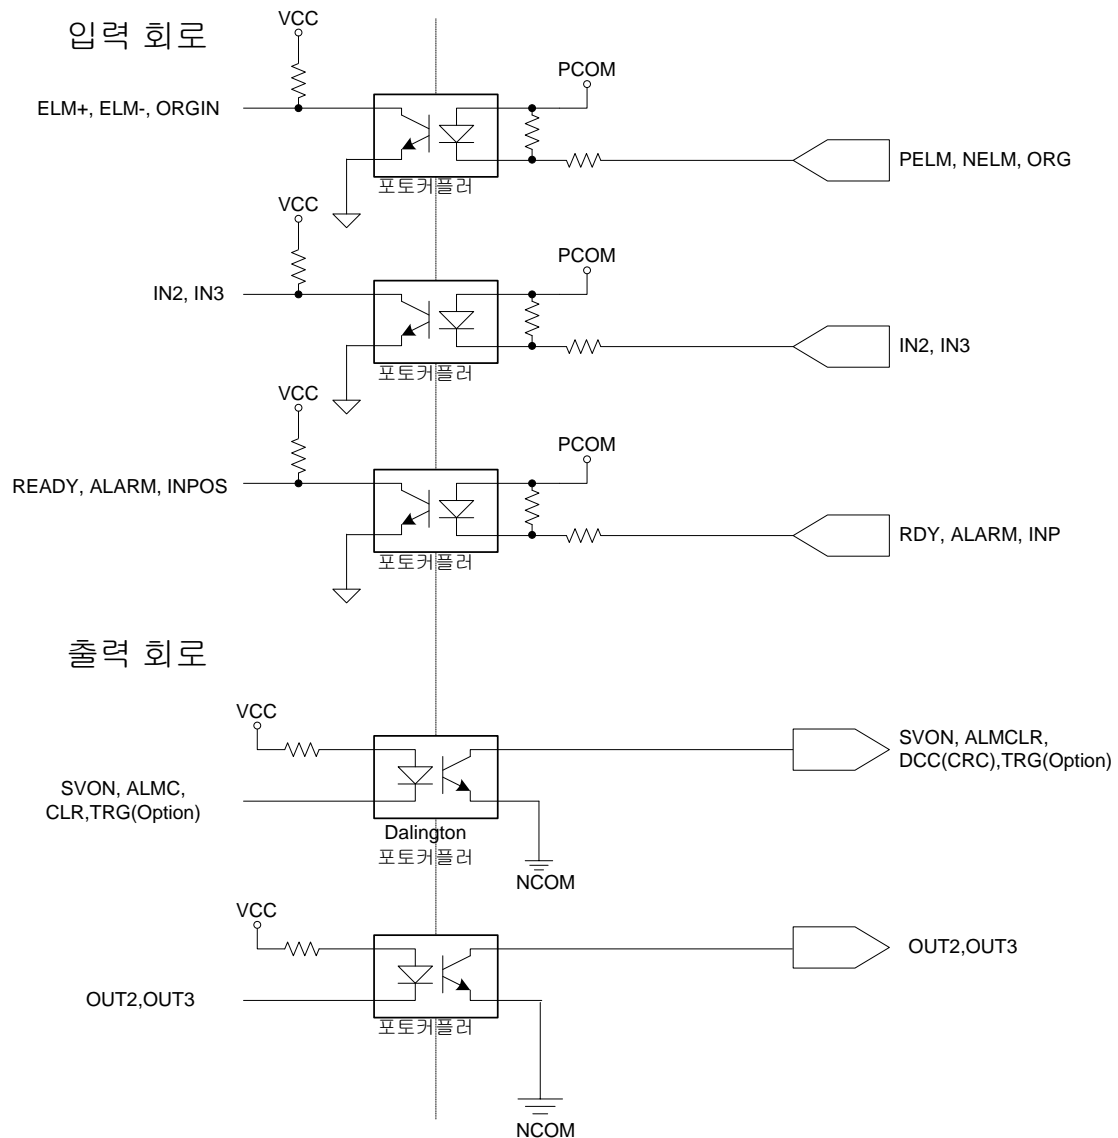 입력 회로
VCC
PCOM
ELM+, ELM-, ORGIN
PELM, NELM, ORG
포토커플러
VCC
PCOM
IN2, IN3
IN2, IN3
포토커플러
VCC
PCOM
READY, ALARM, INPOS
RDY, ALARM, INP
포토커플러
출력 회로
VCC
SVON, ALMCLR,
DCC(CRC),TRG(Option)
SVON, ALMC,
CLR,TRG(Option)
Dalington
포토커플러
NCOM
VCC
OUT2,OUT3
OUT2,OUT3
포토커플러
NCOM